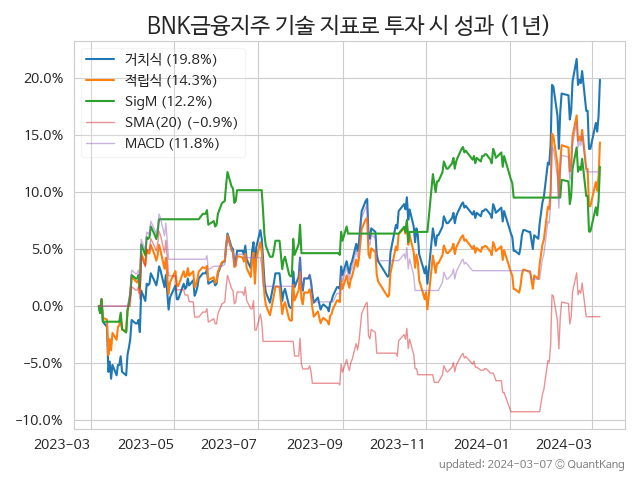 BNK금융지주 기술 지표로 투자 시 성과 (1년)
거치식 (19.8%)
적립식 (14.3%)
SigM (12.2%)
SMA(20) (−0.9%)
MACD (11.8%)
20.0%
15.0%
10.0%
5.0%
0.0%
−5.0%
−10.0%
2023-03 2023-05 2023-07 2023-09 2023-11 2024-01 2024-03
updated: 2024-03-07 © QuantKang